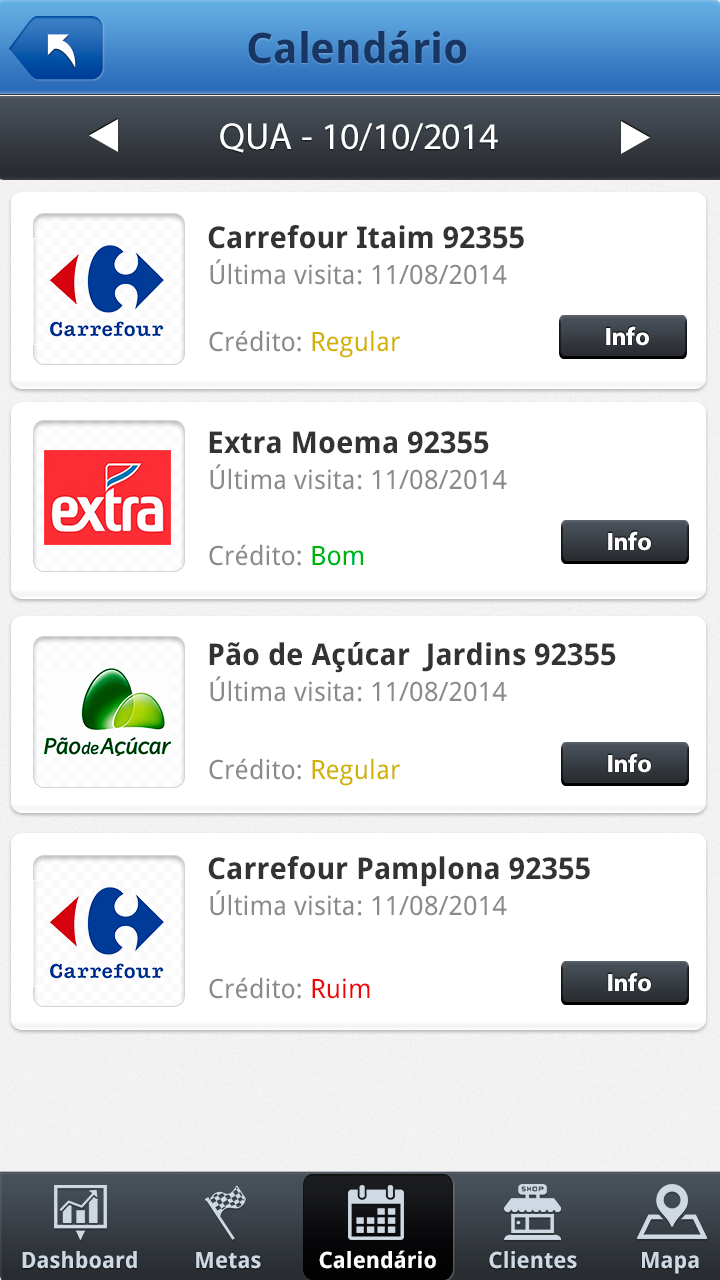 Calendário
QUA - 10/10/2014
Carrefour Itaim 92355
Última visita: 11/08/2014
Carrefour
Crédito: Regular
Info
Extra Moema 92355
Última visita: 11/08/2014
extra
Crédito: Bom
Info
Pão de Açúcar  Jardins 92355
Última visita: 11/08/2014
PãodeAçúcar
Crédito: Regular
Info
Carrefour Pamplona 92355
Última visita: 11/08/2014
Carrefour
Crédito: Ruim
Info
SHOP
Dashboard
Metas
Calendário
Clientes
Mapa